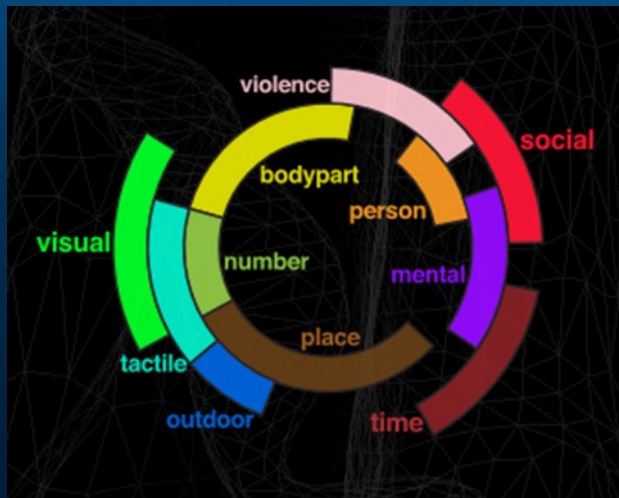 violence
social
bodypart
person
visual
number
mental
place
tactile
outdoor
time